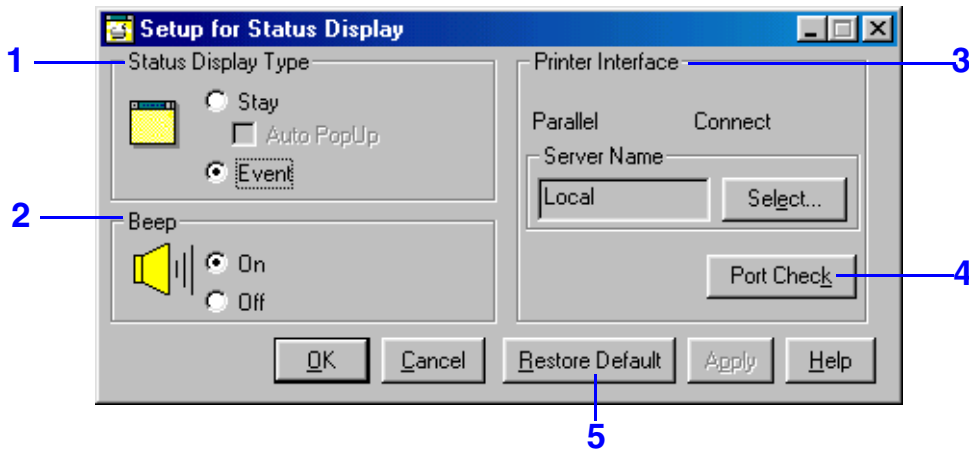 Setup for Status Display
1
Status Display Type
Stay
Auto PopUp
Event
2
Beep
On
Off
3
Printer Interface
Parallel Connect
Server Name
Local
Select...
Port Check
4
OK Cancel Restore Default Apply Help
5